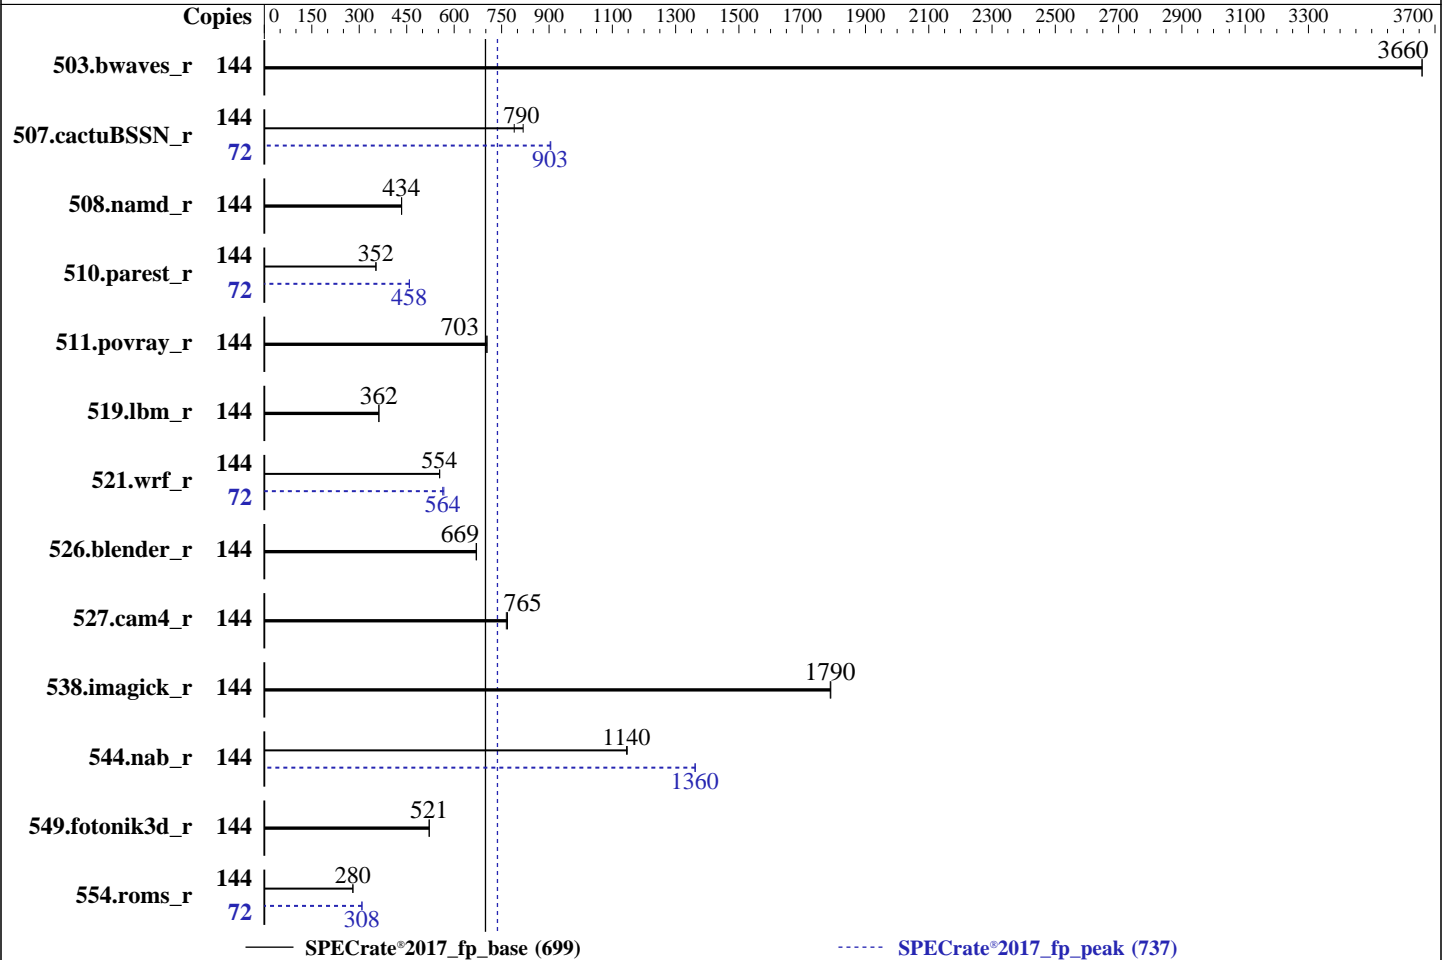 Copies 0 150 300 450 600 750 900 1100 1300 1500 1700 1900 2100 2300 2500 2700 2900 3100 3300 3700
503.bwaves_r 144 3660
507.cactuBSSN_r 144 790
72 903
508.namd_r 144 434
510.parest_r 144 352
72 458
511.povray_r 144 703
519.lbm_r 144 362
521.wrf_r 144 554
72 564
526.blender_r 144 669
527.cam4_r 144 765
538.imagick_r 144 1790
544.nab_r 144 1140
1360
549.fotonik3d_r 144 521
554.roms_r 144 280
72 308
SPECrate®2017_fp_base (699) SPECrate®2017_fp_peak (737)